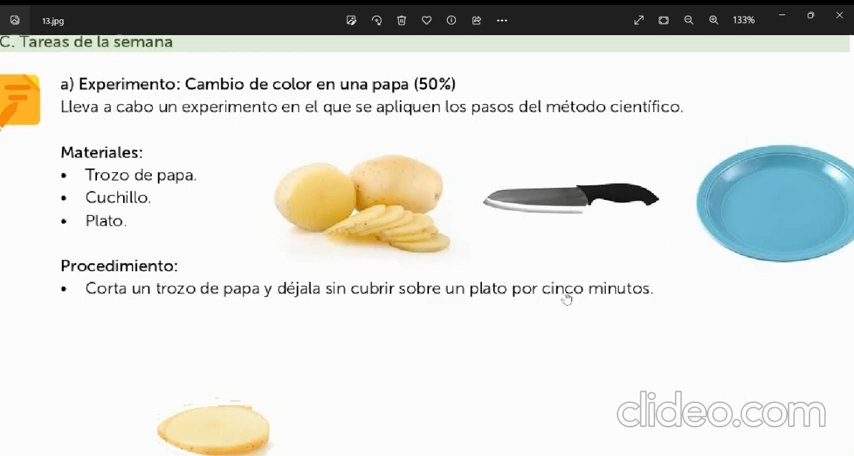 13.jpg
133%
C. Tareas de la semana
a) Experimento: Cambio de color en una papa (50%)
Lleva a cabo un experimento en el que se apliquen los pasos del método científico.
Materiales:
• Trozo de papa.
• Cuchillo.
• Plato.
Procedimiento:
• Corta un trozo de papa y déjala sin cubrir sobre un plato por cinco minutos.
clideo.com